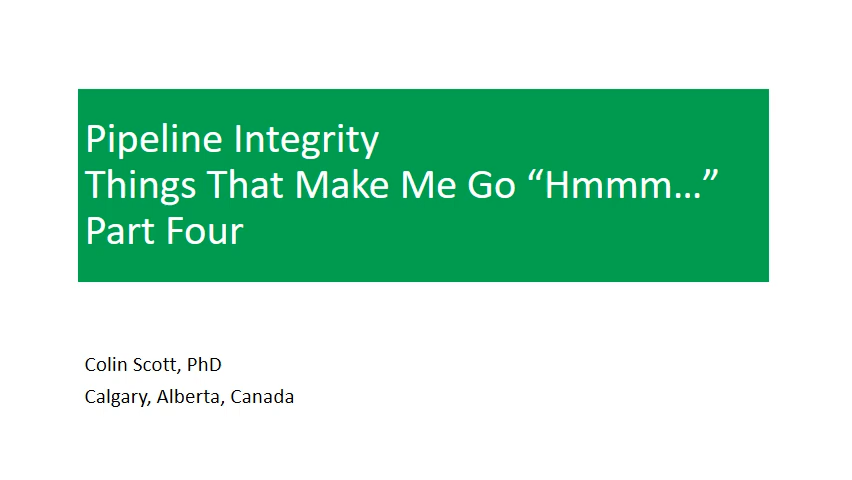 Pipeline Integrity
Things That Make Me Go “Hmmm…”
Part Four
Colin Scott, PhD
Calgary, Alberta, Canada